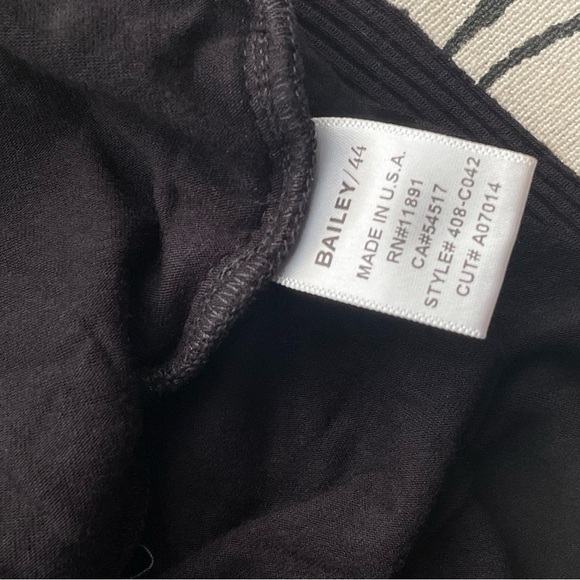 BAILEY/44
MADE IN U.S.A.
RN#11891
CA#54517
STYLE# 408-C042
CUT# A07014